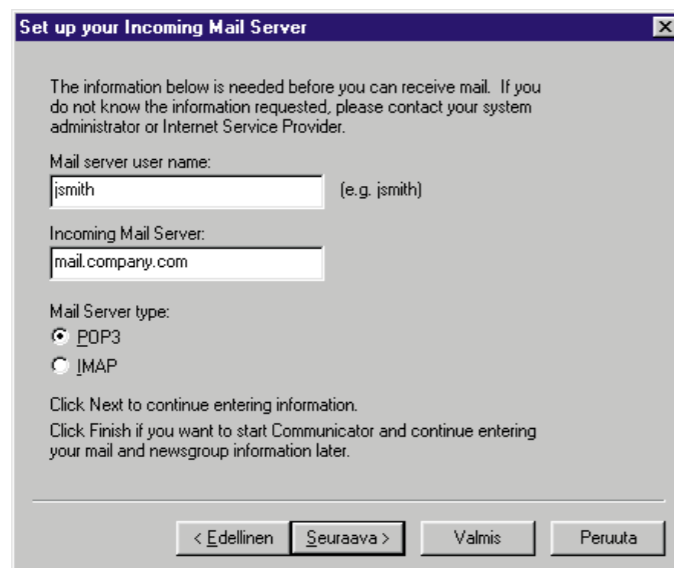 Set up your Incoming Mail Server
The information below is needed before you can receive mail. If you
do not know the information requested, please contact your system
administrator or Internet Service Provider.
Mail server user name:
jsmith (e.g. jsmith)
Incoming Mail Server:
mail.company.com
Mail Server type:
POP3
IMAP
Click Next to continue entering information.
Click Finish if you want to start Communicator and continue entering
your mail and newsgroup information later.
< Edellinen Seuraava > Valmis Peruuta